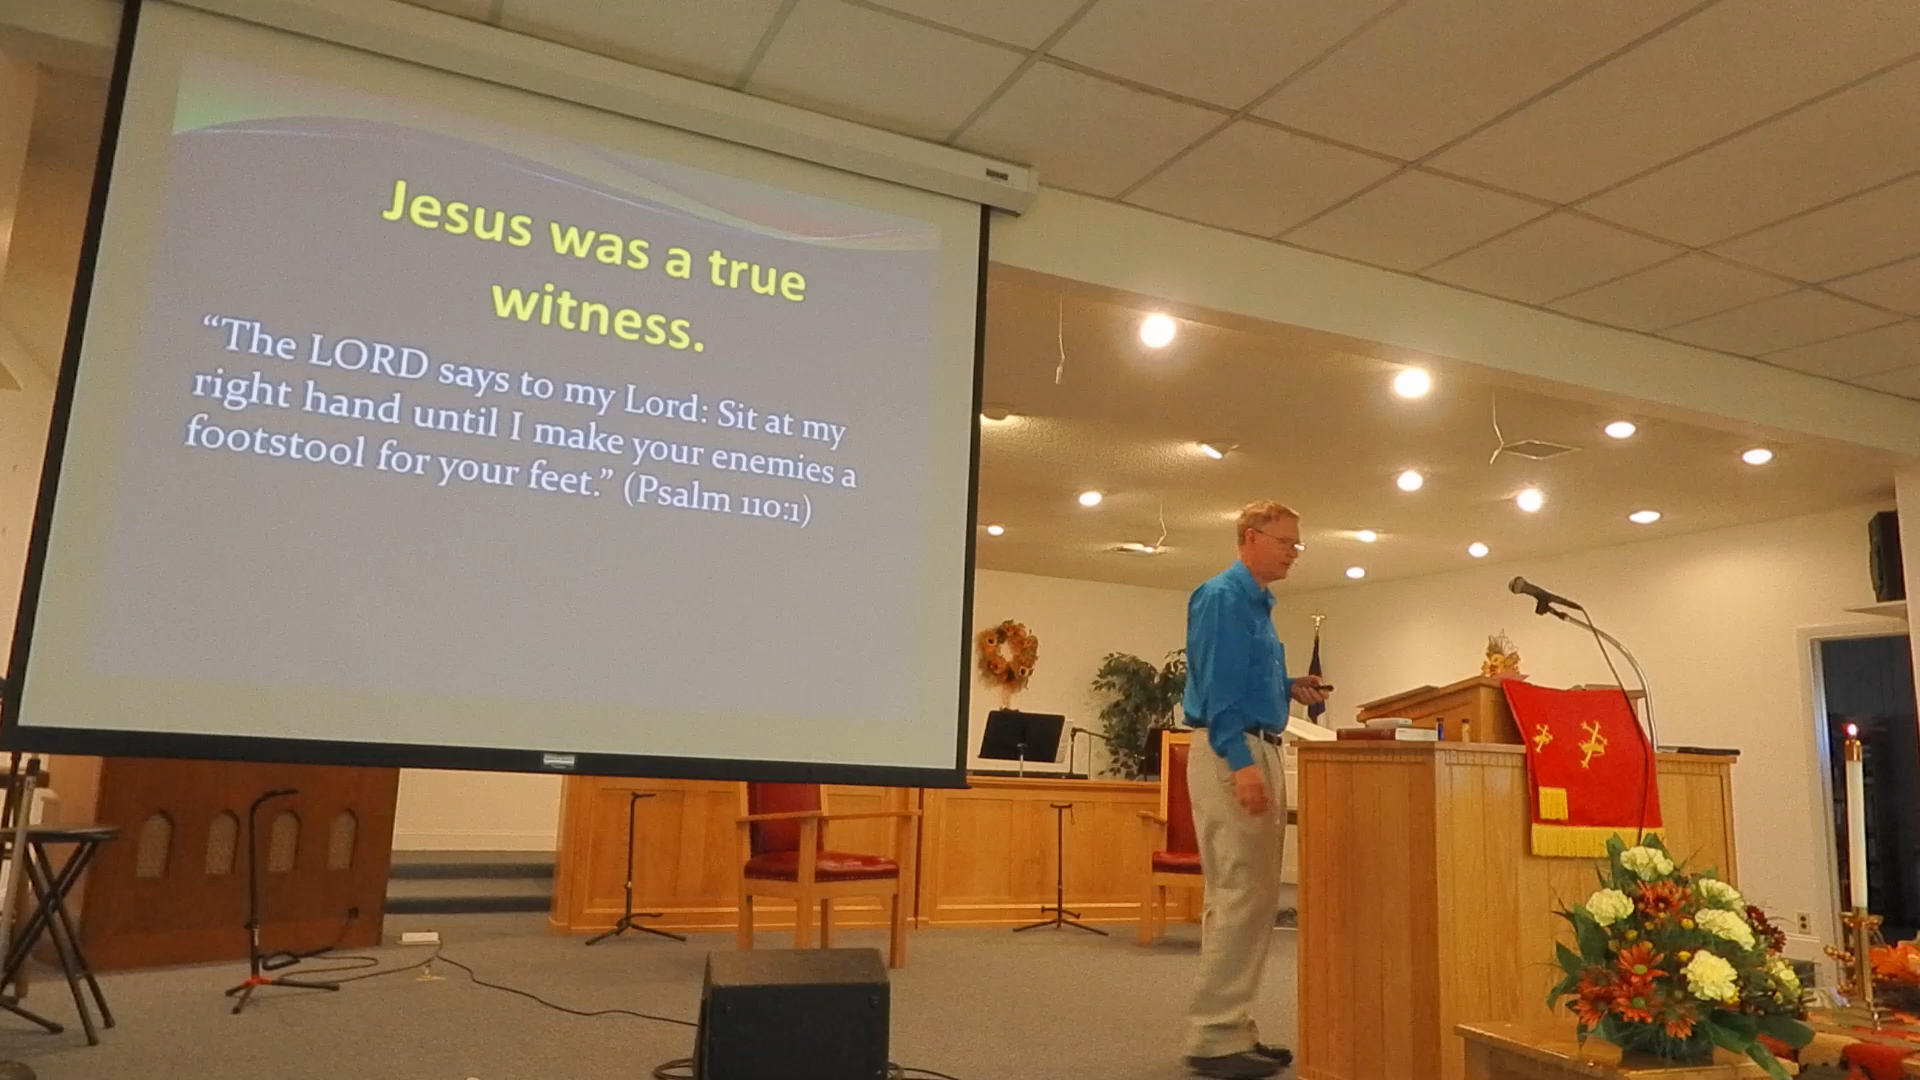 Jesus was a true
witness.
“The LORD says to my Lord: Sit at my
right hand until I make your enemies a
footstool for your feet.” (Psalm 110:1)